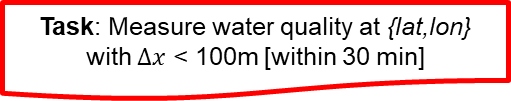 Task: Measure water quality at {lat,lon}
with Δ𝑥 < 100m [within 30 min]